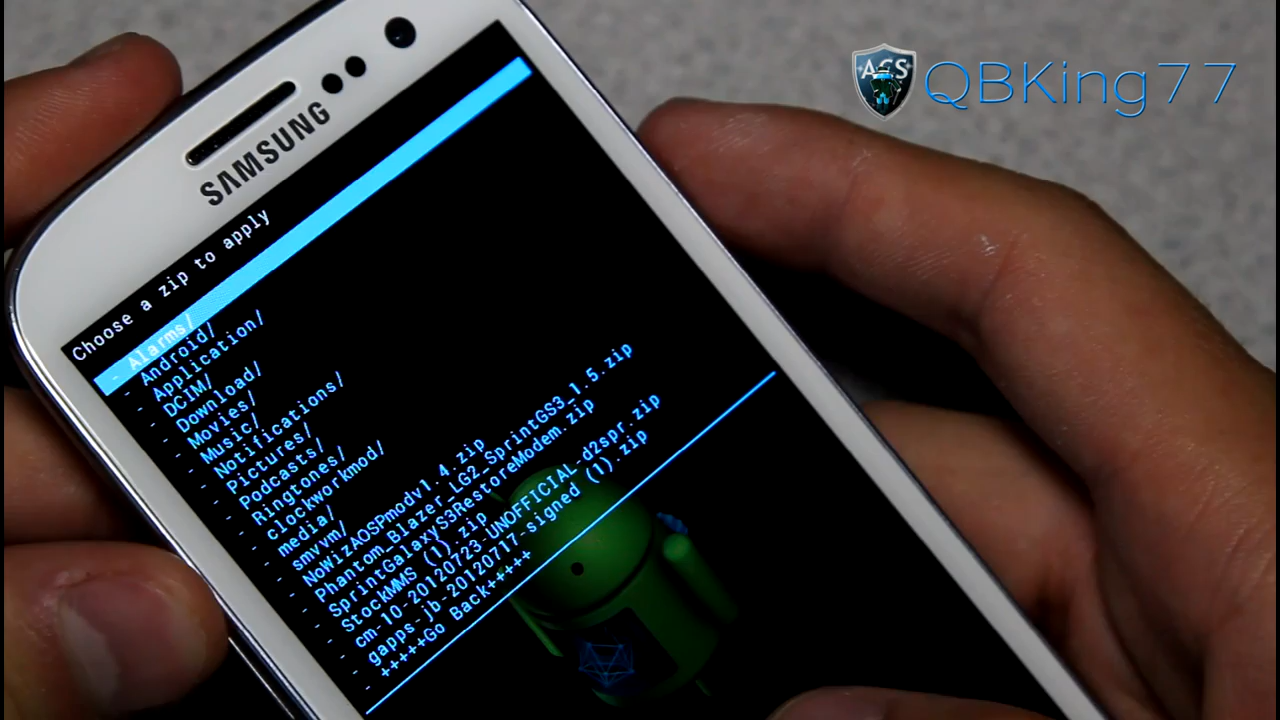 ACS QBKing77
SAMSUNG
Choose a zip to apply
- Alarms/
- Android/
- Application/
- DCIM/
- Download/
- Movies/
- Music/
- Notifications/
- Pictures/
- Podcasts/
- Ringtones/
- clockworkmod/
- media/
- smvvm/
- NoWizAOSPmodv1.4.zip
- Phantom_Blazer_LG2_SprintGS3_1.5.zip
- SprintGalaxyS3RestoreModem.zip
- StockMMS (1).zip
- cm-10-20120723-UNOFFICIAL-d2spr.zip
- gapps-jb-20120717-signed (1).zip
- +++++Go Back+++++